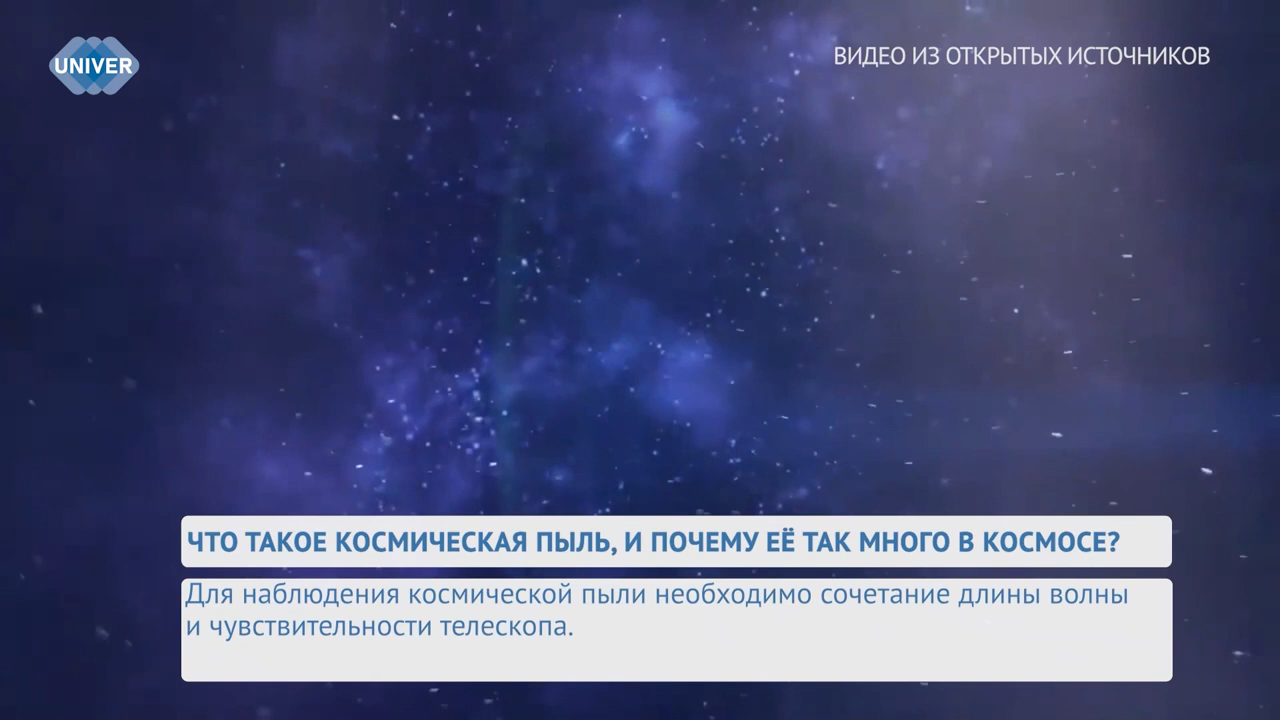 UNIVER
ВИДЕО ИЗ ОТКРЫТЫХ ИСТОЧНИКОВ
ЧТО ТАКОЕ КОСМИЧЕСКАЯ ПЫЛЬ, И ПОЧЕМУ ЕЁ ТАК МНОГО В КОСМОСЕ?
Для наблюдения космической пыли необходимо сочетание длины волны
и чувствительности телескопа.